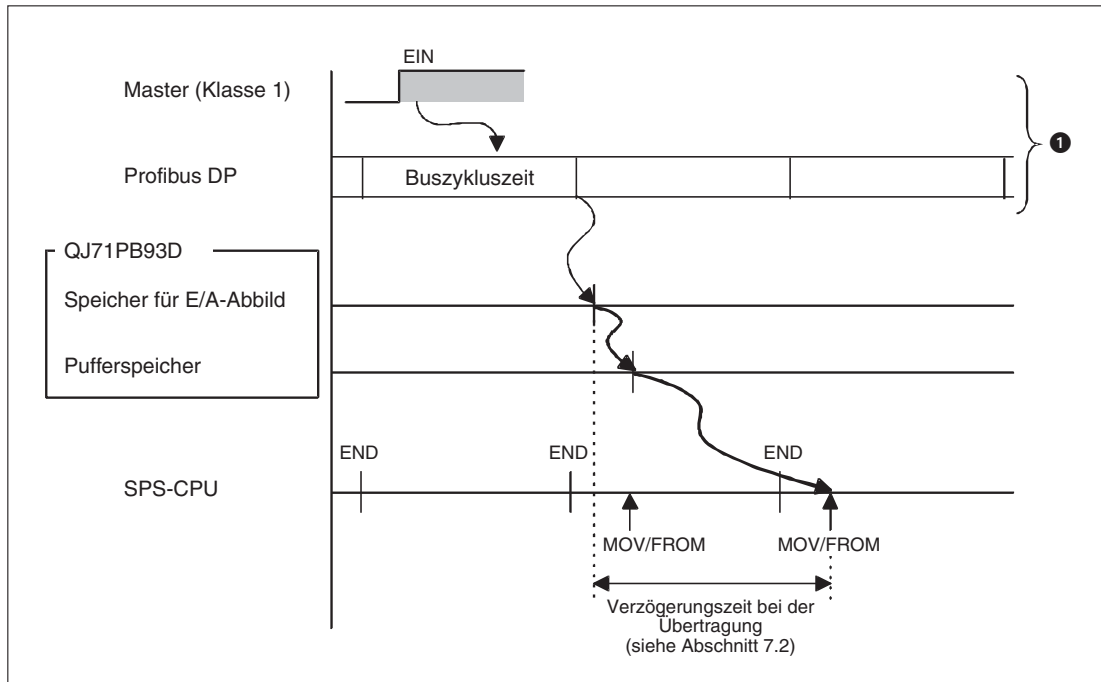 EIN
Master (Klasse 1)
❶
Profibus DP
Buszykluszeit
QJ71PB93D
Speicher für E/A-Abbild
Pufferspeicher
END
END
END
SPS-CPU
MOV/FROM
MOV/FROM
Verzögerungszeit bei der
Übertragung
(siehe Abschnitt 7.2)